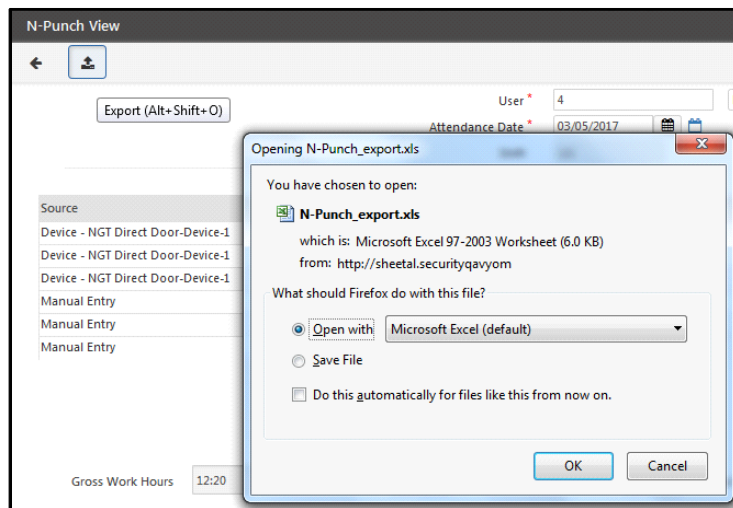 N-Punch View
Export (Alt+Shift+O)
User * 4
Attendance Date * 03/05/2017
Opening N-Punch_export.xls
X
You have chosen to open:
N-Punch_export.xls
which is: Microsoft Excel 97-2003 Worksheet (6.0 KB)
from: http://sheetal.securityqavyom
What should Firefox do with this file?
Open with Microsoft Excel (default)
Save File
Do this automatically for files like this from now on.
OK Cancel
Source
Device - NGT Direct Door-Device-1
Device - NGT Direct Door-Device-1
Device - NGT Direct Door-Device-1
Manual Entry
Manual Entry
Manual Entry
Gross Work Hours 12:20